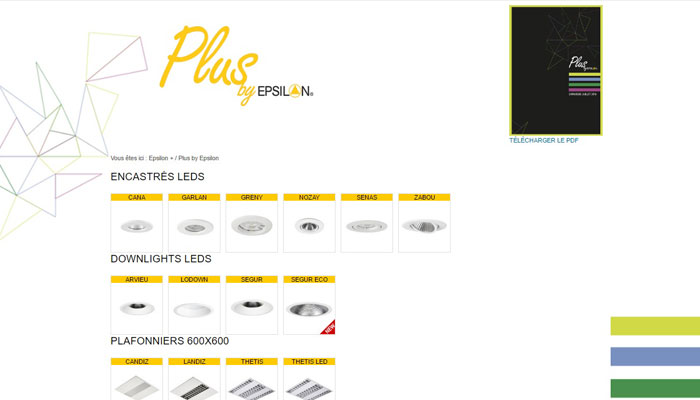 Plus
by EPSILON®
Plus
TÉLÉCHARGER LE PDF
Vous êtes ici : Epsilon + / Plus by Epsilon
ENCASTRÉS LEDS
CANA GARLAN GRENY NOZAY SENAS ZABOU
DOWNLIGHTS LEDS
ARVIEU LODOWN SEGUR SEGUR ECO
NEW
PLAFONNIERS 600X600
CANDIZ LANDIZ THETIS THETIS LED